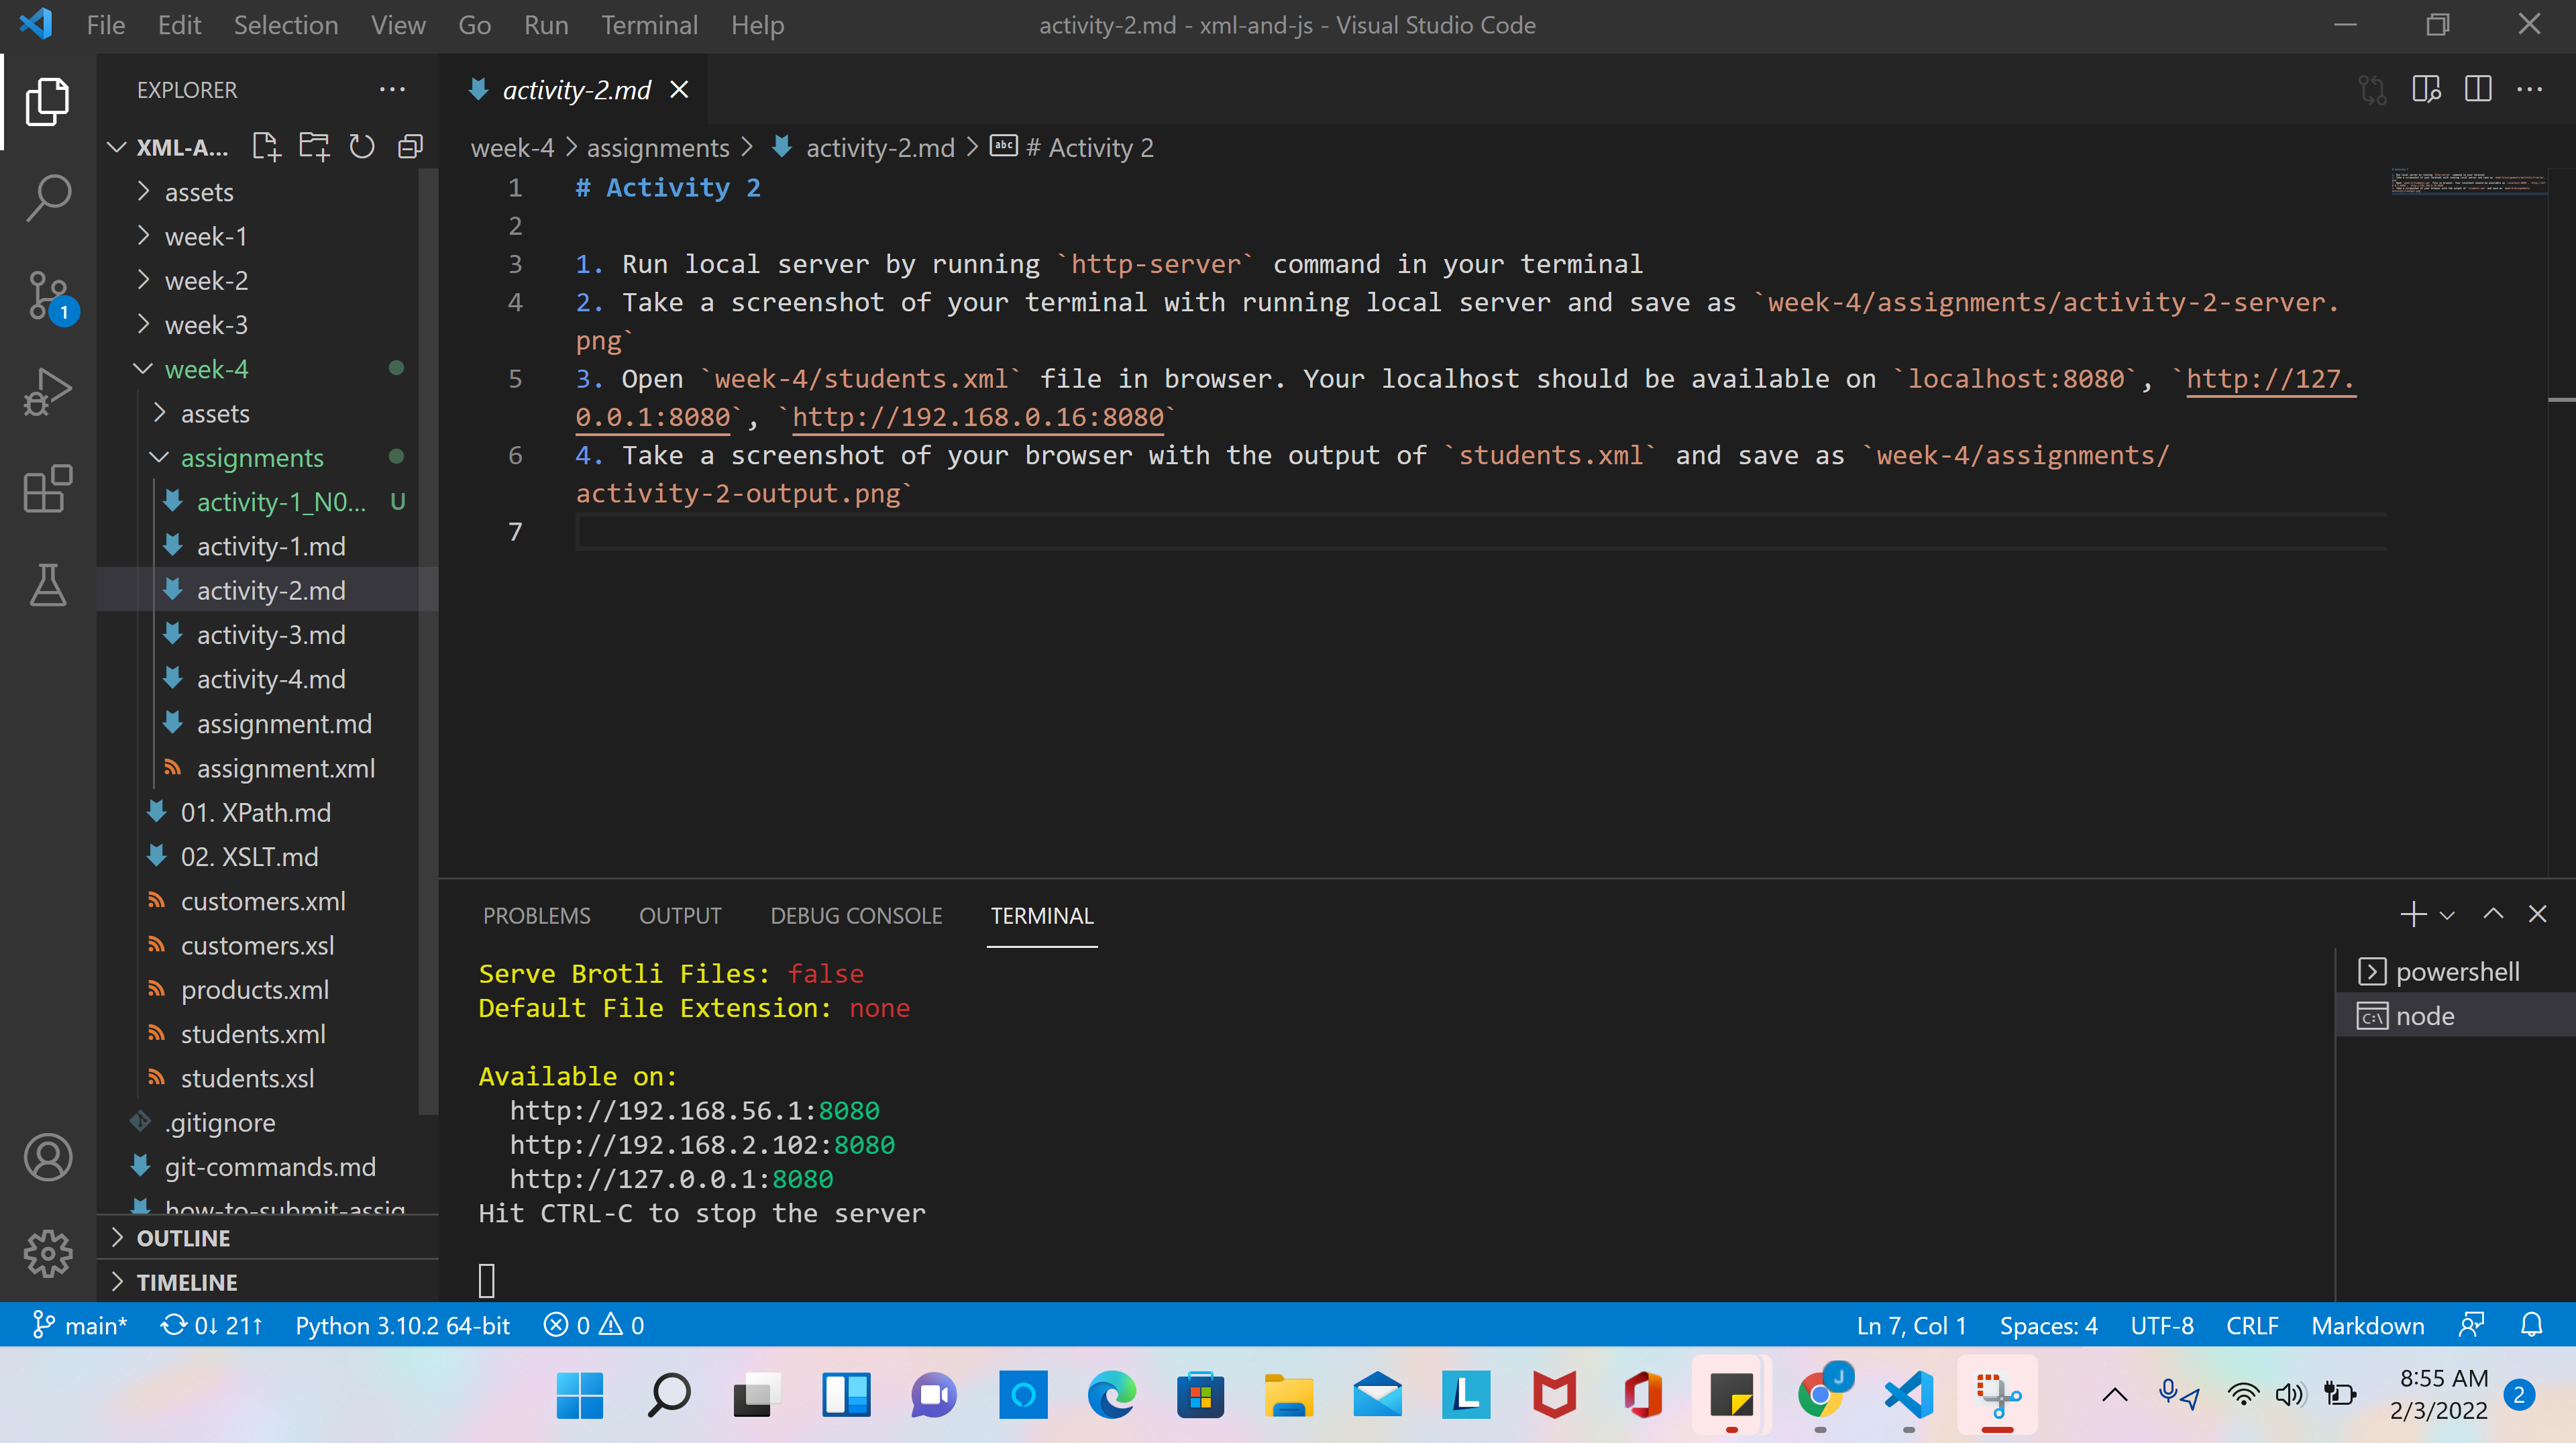 File Edit Selection View Go Run Terminal Help
activity-2.md - xml-and-js - Visual Studio Code
EXPLORER
XML-A...
assets
week-1
week-2
week-3
week-4
assets
assignments
activity-1_N0... U
activity-1.md
activity-2.md
activity-3.md
activity-4.md
assignment.md
assignment.xml
01. XPath.md
02. XSLT.md
customers.xml
customers.xsl
products.xml
students.xml
students.xsl
.gitignore
git-commands.md
how-to-submit-assig
OUTLINE
TIMELINE
1
activity-2.md
week-4 > assignments > activity-2.md > abc # Activity 2
1 # Activity 2
2
3 1. Run local server by running `http-server` command in your terminal
4 2. Take a screenshot of your terminal with running local server and save as `week-4/assignments/activity-2-server.
png`
5 3. Open `week-4/students.xml` file in browser. Your localhost should be available on `localhost:8080`, `http://127.
0.0.1:8080`, `http://192.168.0.16:8080`
6 4. Take a screenshot of your browser with the output of `students.xml` and save as `week-4/assignments/
activity-2-output.png`
7
PROBLEMS OUTPUT DEBUG CONSOLE TERMINAL
Serve Brotli Files: false
Default File Extension: none
Available on:
http://192.168.56.1:8080
http://192.168.2.102:8080
http://127.0.0.1:8080
Hit CTRL-C to stop the server
powershell
node
main* 0↓ 21↑ Python 3.10.2 64-bit 0 0
Ln 7, Col 1 Spaces: 4 UTF-8 CRLF Markdown
L
J
8:55 AM
2/3/2022
2